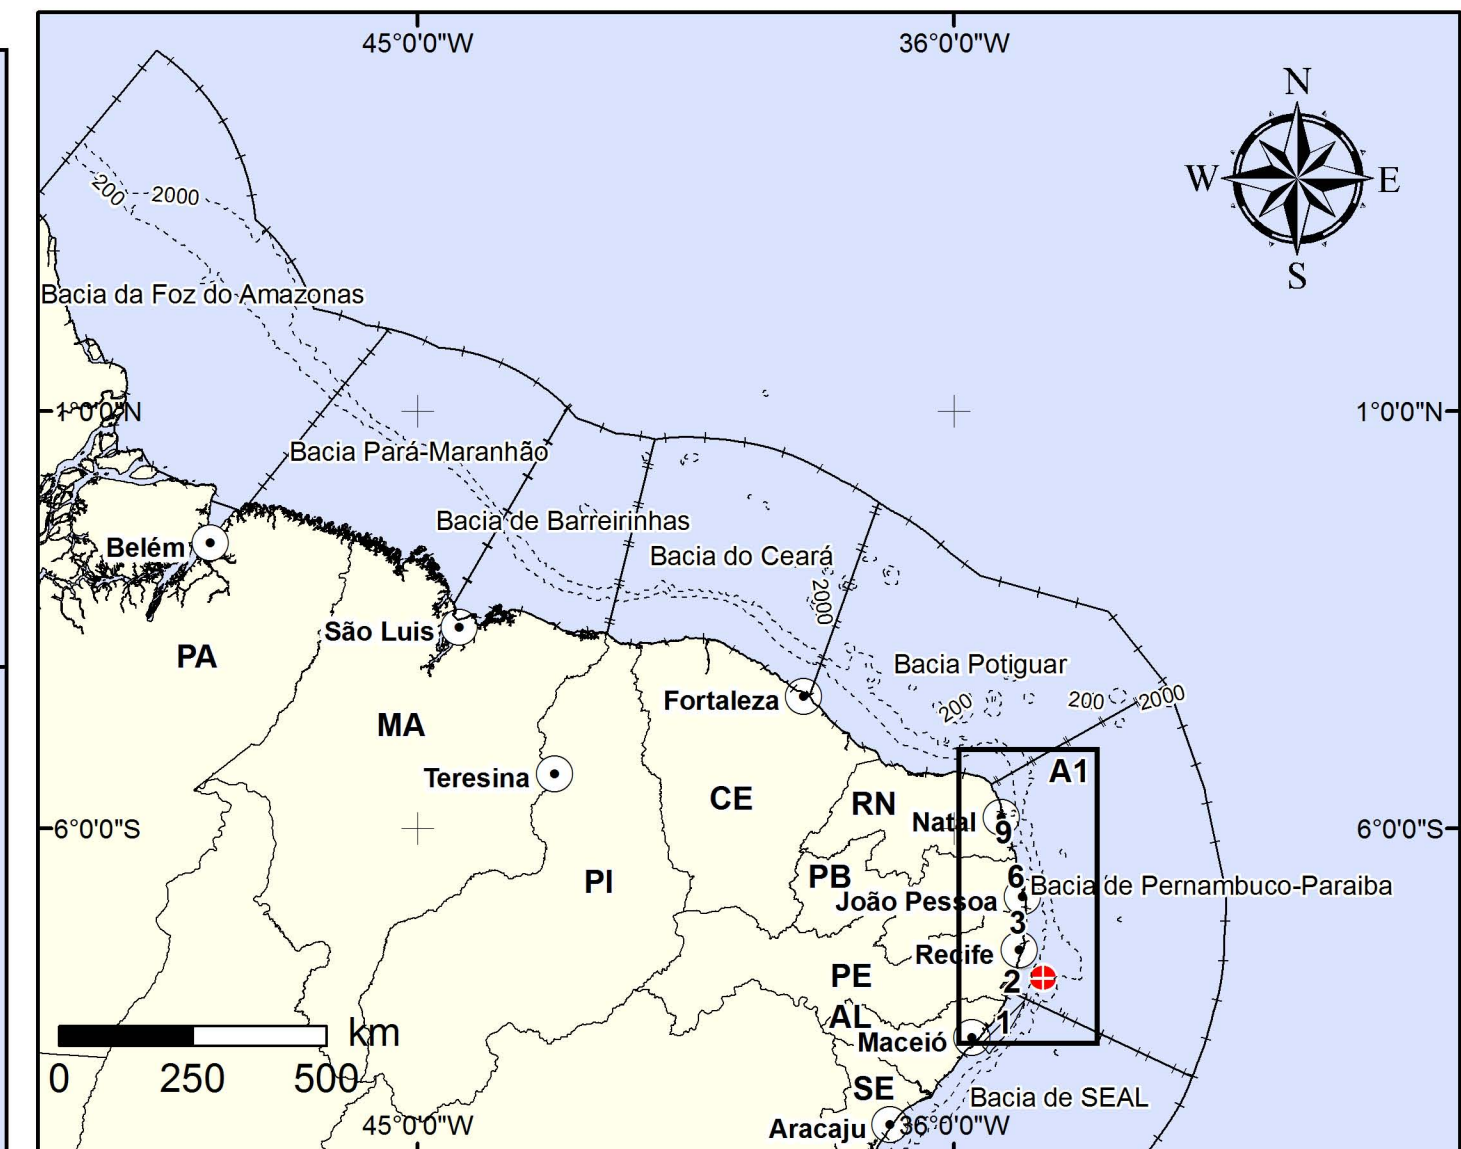 45°0'0"W
36°0'0"W
N
W
E
S
200
2000
Bacia da Foz do Amazonas
1°0'0"N
1°0'0"N
Bacia Pará-Maranhão
Bacia de Barreirinhas
Belém
Bacia do Ceará
2000
São Luis
PA
Bacia Potiguar
Fortaleza
200
200
2000
MA
A1
Teresina
CE
RN
Natal
9
6°0'0"S
6°0'0"S
PI
PB
6
Bacia de Pernambuco-Paraiba
João Pessoa
3
Recife
PE
2
AL
1
km
Maceió
0
250
500
SE
Bacia de SEAL
45°0'0"W
Aracaju
36°0'0"W